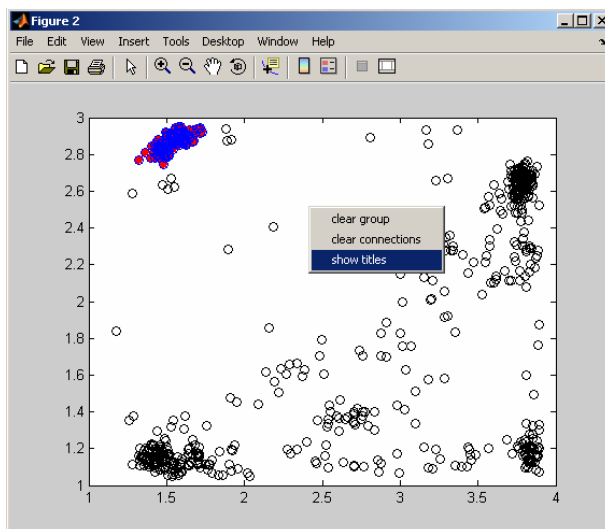 Figure 2
File Edit View Insert Tools Desktop Window Help
3
2.8
2.6
2.4
2.2
2
1.8
1.6
1.4
1.2
1
clear group
clear connections
show titles
1 1.5 2 2.5 3 3.5 4